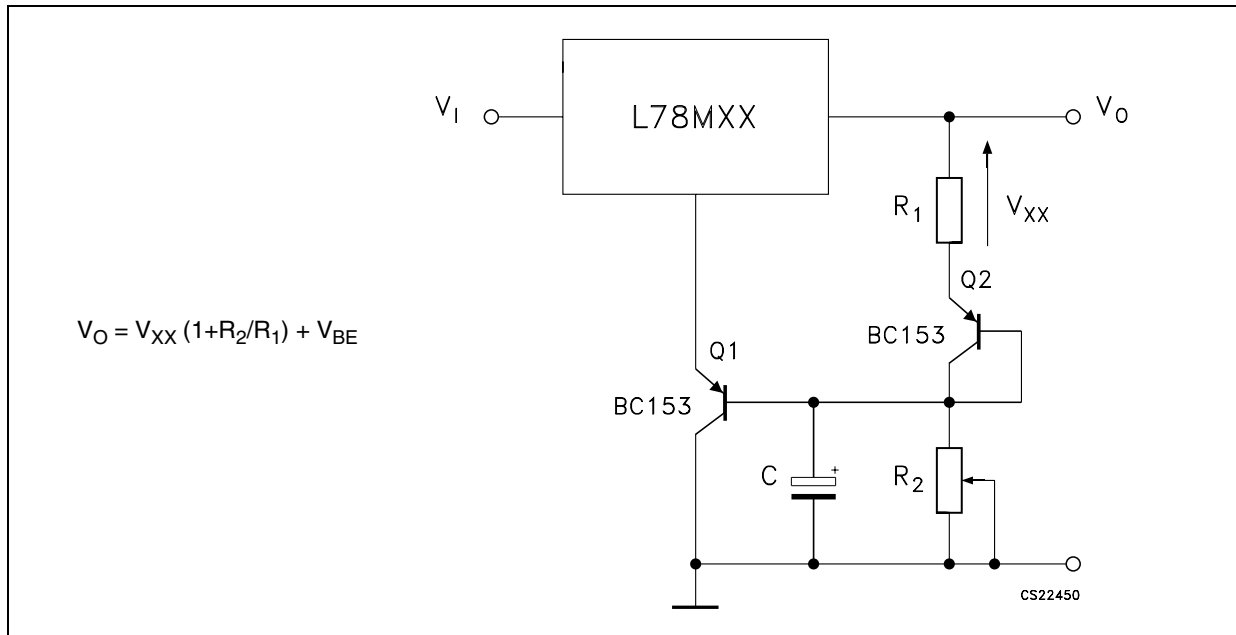 L78MXX
V_I
V_O
R_1
V_XX
Q2
BC153
V_O = V_XX (1+R_2/R_1) + V_BE
Q1
BC153
C
+
R_2
CS22450